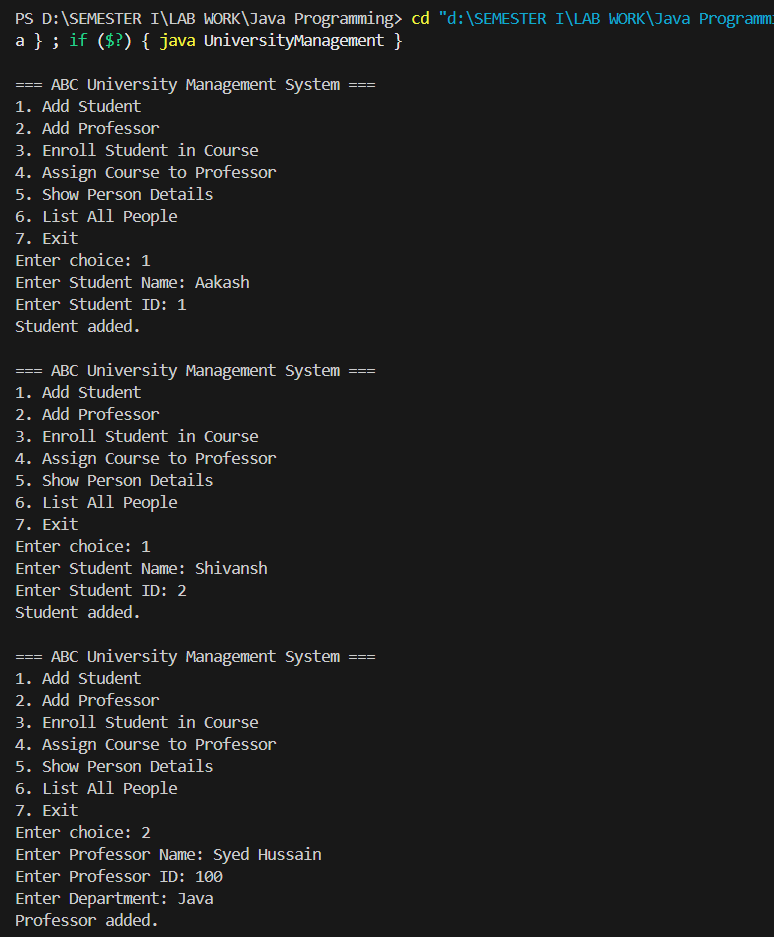 PS D:\SEMESTER I\LAB WORK\Java Programming> cd "d:\SEMESTER I\LAB WORK\Java Programmi
a } ; if ($?) { java UniversityManagement }
=== ABC University Management System ===
1. Add Student
2. Add Professor
3. Enroll Student in Course
4. Assign Course to Professor
5. Show Person Details
6. List All People
7. Exit
Enter choice: 1
Enter Student Name: Aakash
Enter Student ID: 1
Student added.
=== ABC University Management System ===
1. Add Student
2. Add Professor
3. Enroll Student in Course
4. Assign Course to Professor
5. Show Person Details
6. List All People
7. Exit
Enter choice: 1
Enter Student Name: Shivansh
Enter Student ID: 2
Student added.
=== ABC University Management System ===
1. Add Student
2. Add Professor
3. Enroll Student in Course
4. Assign Course to Professor
5. Show Person Details
6. List All People
7. Exit
Enter choice: 2
Enter Professor Name: Syed Hussain
Enter Professor ID: 100
Enter Department: Java
Professor added.